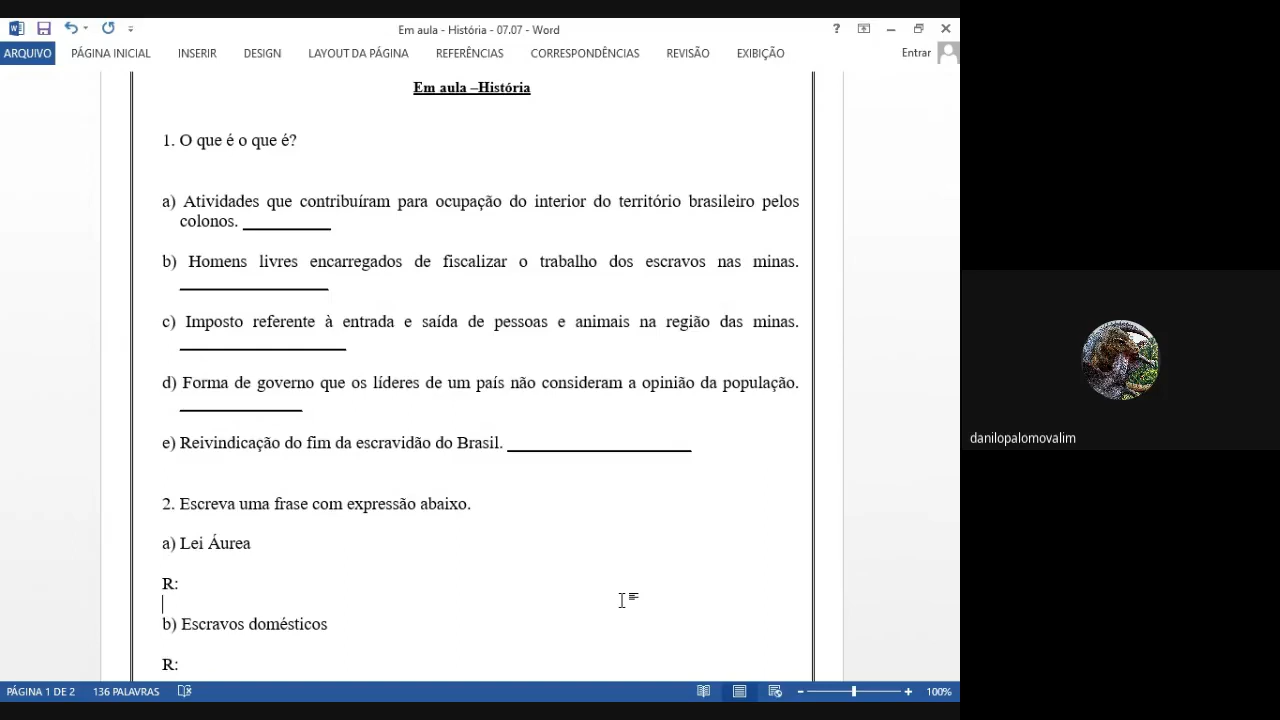 Em aula - História - 07.07 - Word
?
ARQUIVO PÁGINA INICIAL INSERIR DESIGN LAYOUT DA PÁGINA REFERÊNCIAS CORRESPONDÊNCIAS REVISÃO EXIBIÇÃO Entrar
Em aula –História
1. O que é o que é?
a) Atividades que contribuíram para ocupação do interior do território brasileiro pelos
colonos. __________
b) Homens livres encarregados de fiscalizar o trabalho dos escravos nas minas.
_________________
c) Imposto referente à entrada e saída de pessoas e animais na região das minas.
___________________
d) Forma de governo que os líderes de um país não consideram a opinião da população.
______________
e) Reivindicação do fim da escravidão do Brasil. _____________________
2. Escreva uma frase com expressão abaixo.
a) Lei Áurea
R:
b) Escravos domésticos
R:
PÁGINA 1 DE 2 136 PALAVRAS 100%
danilopalomovalim